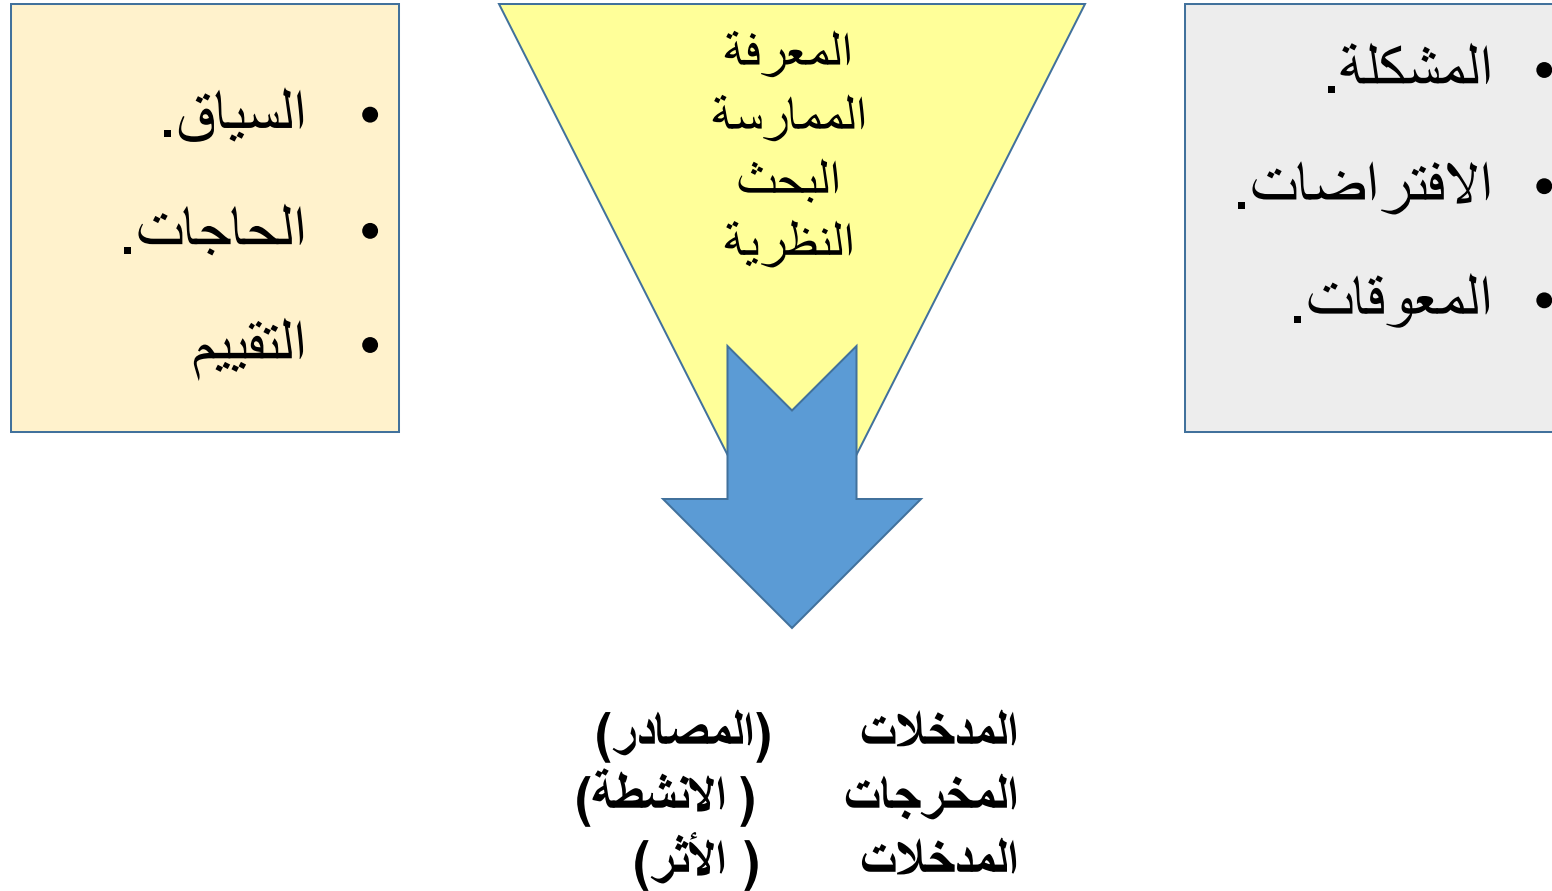 • المشكلة.
• الافتراضات.
• المعوقات.
المعرفة
الممارسة
البحث
النظرية
• السياق.
• الحاجات.
• التقييم
المدخلات (المصادر)
المخرجات ( الانشطة)
المدخلات ( الأثر)